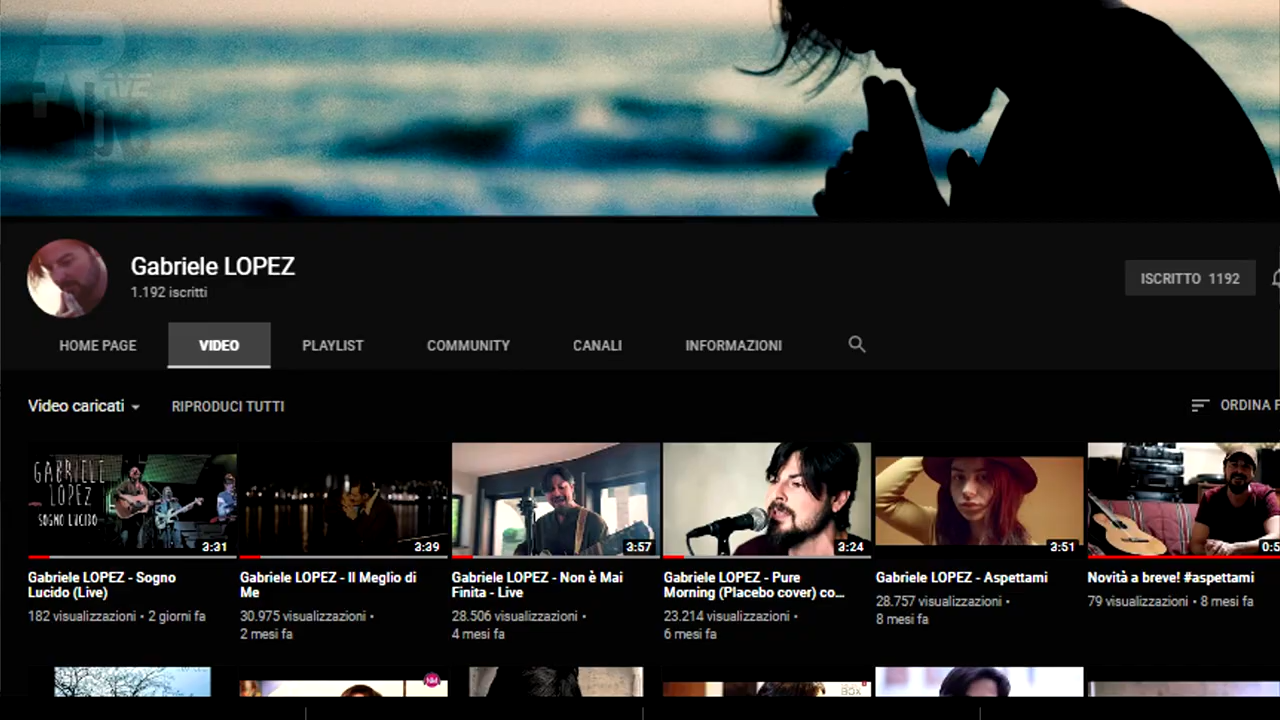 Gabriele LOPEZ
1.192 iscritti
ISCRITTO 1192
HOME PAGE
VIDEO
PLAYLIST
COMMUNITY
CANALI
INFORMAZIONI
Video caricati
RIPRODUCI TUTTI
ORDINA
GABRIELE
LOPEZ
SOGNO LUCIDO
3:31
3:39
3:57
3:24
3:51
Gabriele LOPEZ - Sogno
Lucido (Live)
182 visualizzazioni • 2 giorni fa
Gabriele LOPEZ - Il Meglio di
Me
30.975 visualizzazioni •
2 mesi fa
Gabriele LOPEZ - Non è Mai
Finita - Live
28.506 visualizzazioni •
4 mesi fa
Gabriele LOPEZ - Pure
Morning (Placebo cover) co...
23.214 visualizzazioni •
6 mesi fa
Gabriele LOPEZ - Aspettami
28.757 visualizzazioni •
8 mesi fa
Novità a breve! #aspettami
79 visualizzazioni • 8 mesi fa
BOX